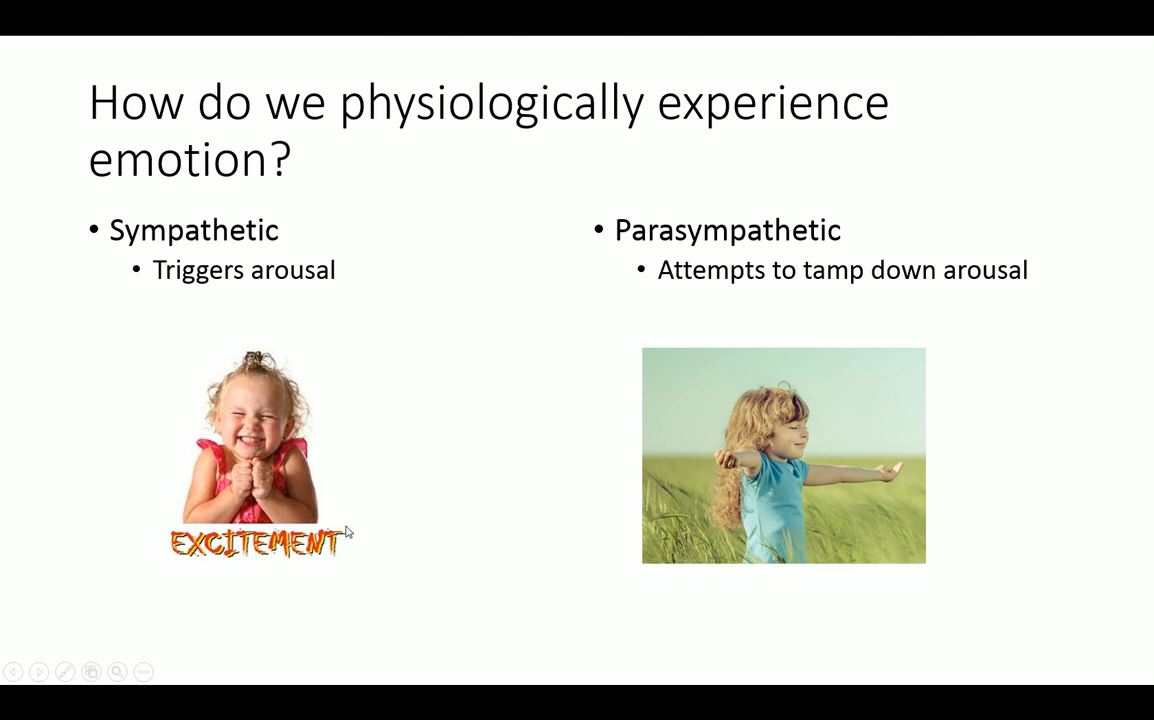 How do we physiologically experience
emotion?
• Sympathetic
• Triggers arousal
• Parasympathetic
• Attempts to tamp down arousal
EXCITEMENT